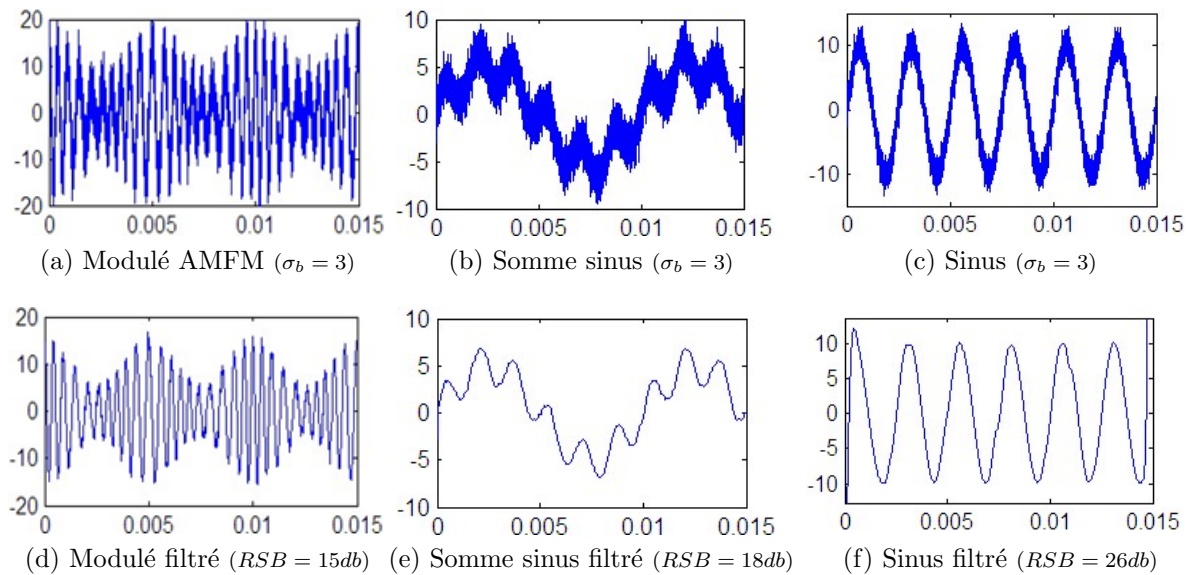 20
10
0
-10
-20
0 0.005 0.01 0.015
(a) Modulé AMFM (σb = 3)
10
5
0
-5
-10
0 0.005 0.01 0.015
(b) Somme sinus (σb = 3)
10
0
-10
0 0.005 0.01 0.015
(c) Sinus (σb = 3)
20
10
0
-10
-20
0 0.005 0.01 0.015
(d) Modulé filtré (RSB = 15db)
10
5
0
-5
-10
0 0.005 0.01 0.015
(e) Somme sinus filtré (RSB = 18db)
10
5
0
-5
-10
0 0.005 0.01 0.015
(f) Sinus filtré (RSB = 26db)